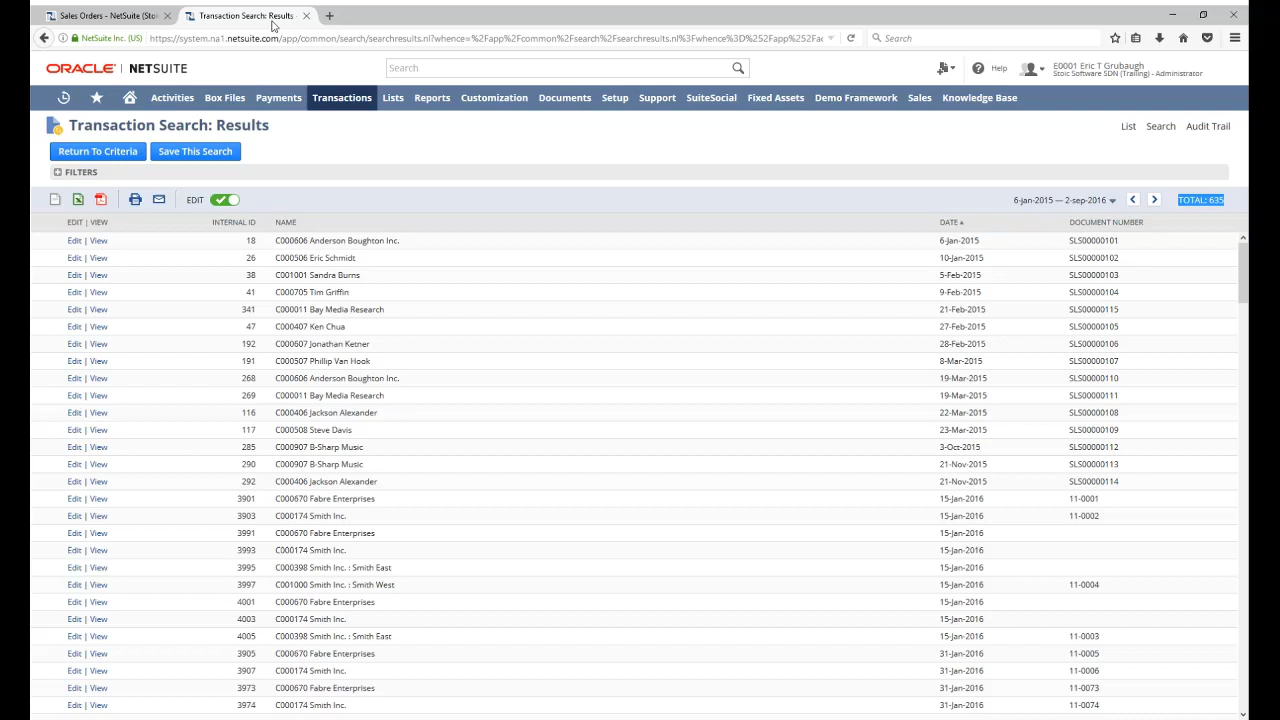 Sales Orders - NetSuite (Sto
Transaction Search: Results
NetSuite Inc. (US)
https://system.na1.netsuite.com/app/common/search/searchresults.nl?whence=%2Fapp%2Fcommon%2Fsearch%2Fsearchresults.nl%3Fwhence%3D%252Fapp%252Fac
Search
ORACLE | NETSUITE
Search
Help
E0001 Eric T Grubaugh
Stoic Software SDN (Trailing) - Administrator
Activities Box Files Payments Transactions Lists Reports Customization Documents Setup Support SuiteSocial Fixed Assets Demo Framework Sales Knowledge Base
Transaction Search: Results
List Search Audit Trail
Return To Criteria Save This Search
FILTERS
EDIT 6-jan-2015 — 2-sep-2016 TOTAL: 635
EDIT | VIEW INTERNAL ID NAME DATE DOCUMENT NUMBER
Edit | View 18 C000606 Anderson Boughton Inc. 6-Jan-2015 SLS00000101
Edit | View 26 C000506 Eric Schmidt 10-Jan-2015 SLS00000102
Edit | View 38 C001001 Sandra Burns 5-Feb-2015 SLS00000103
Edit | View 41 C000705 Tim Griffin 9-Feb-2015 SLS00000104
Edit | View 341 C000011 Bay Media Research 21-Feb-2015 SLS00000115
Edit | View 47 C000407 Ken Chua 27-Feb-2015 SLS00000105
Edit | View 192 C000607 Jonathan Ketner 28-Feb-2015 SLS00000106
Edit | View 191 C000507 Phillip Van Hook 8-Mar-2015 SLS00000107
Edit | View 268 C000606 Anderson Boughton Inc. 19-Mar-2015 SLS00000110
Edit | View 269 C000011 Bay Media Research 19-Mar-2015 SLS00000111
Edit | View 116 C000406 Jackson Alexander 22-Mar-2015 SLS00000108
Edit | View 117 C000508 Steve Davis 23-Mar-2015 SLS00000109
Edit | View 285 C000907 B-Sharp Music 3-Oct-2015 SLS00000112
Edit | View 290 C000907 B-Sharp Music 21-Nov-2015 SLS00000113
Edit | View 292 C000406 Jackson Alexander 21-Nov-2015 SLS00000114
Edit | View 3901 C000670 Fabre Enterprises 15-Jan-2016 11-0001
Edit | View 3903 C000174 Smith Inc. 15-Jan-2016 11-0002
Edit | View 3991 C000670 Fabre Enterprises 15-Jan-2016
Edit | View 3993 C000174 Smith Inc. 15-Jan-2016
Edit | View 3995 C000398 Smith Inc. : Smith East 15-Jan-2016
Edit | View 3997 C001000 Smith Inc. : Smith West 15-Jan-2016 11-0004
Edit | View 4001 C000670 Fabre Enterprises 15-Jan-2016
Edit | View 4003 C000174 Smith Inc. 15-Jan-2016
Edit | View 4005 C000398 Smith Inc. : Smith East 15-Jan-2016 11-0003
Edit | View 3905 C000670 Fabre Enterprises 31-Jan-2016 11-0005
Edit | View 3907 C000174 Smith Inc. 31-Jan-2016 11-0006
Edit | View 3973 C000670 Fabre Enterprises 31-Jan-2016 11-0073
Edit | View 3974 C000174 Smith Inc. 31-Jan-2016 11-0074